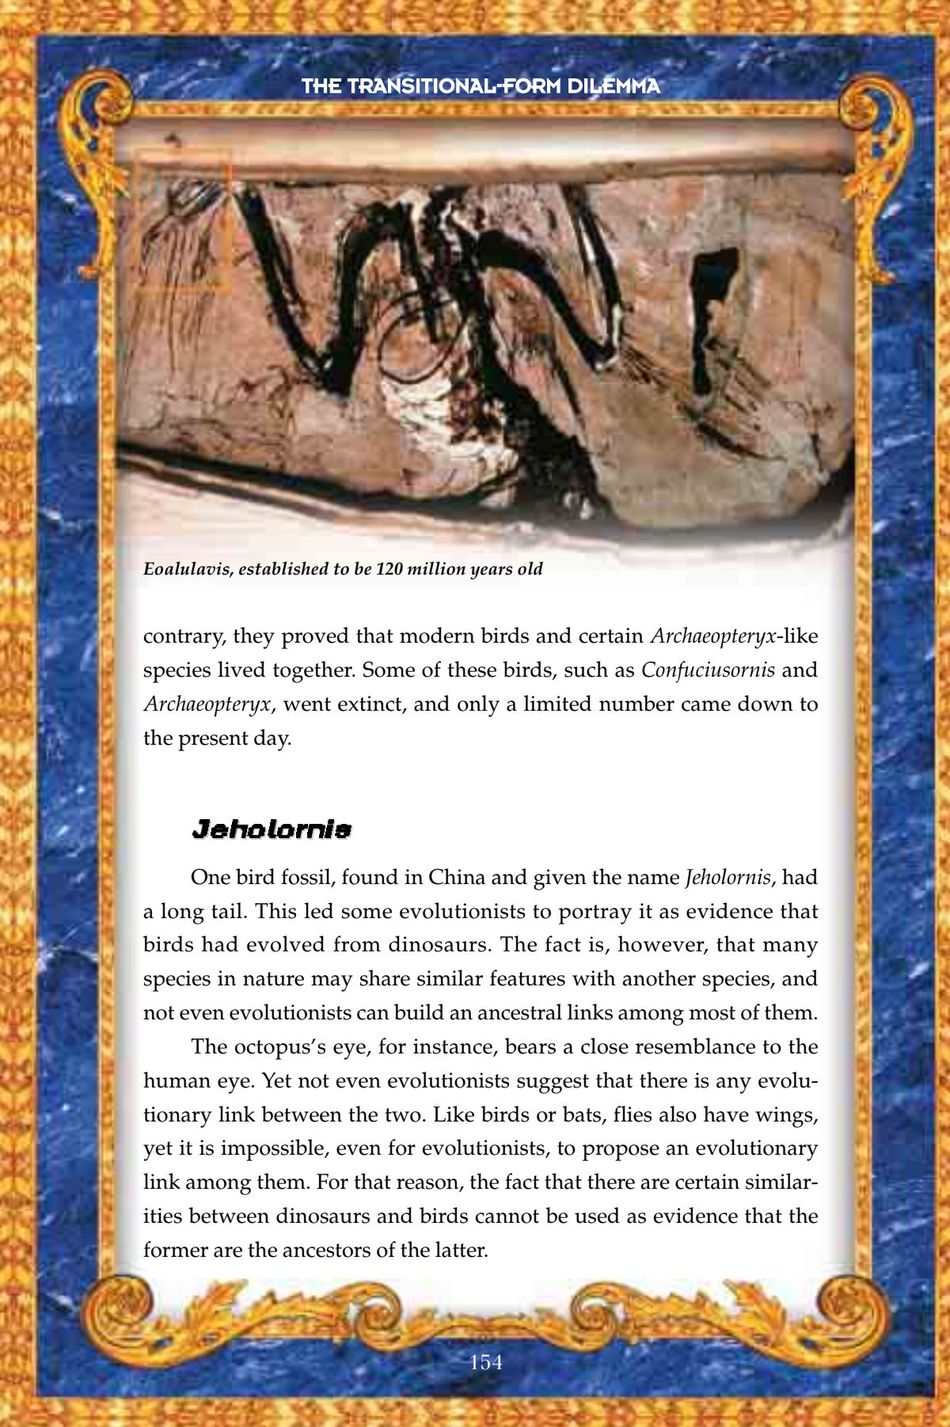 THE TRANSITIONAL-FORM DILEMMA
Eoalulavis, established to be 120 million years old
contrary, they proved that modern birds and certain Archaeopteryx-like
species lived together. Some of these birds, such as Confuciusornis and
Archaeopteryx, went extinct, and only a limited number came down to
the present day.
Jeholornis
One bird fossil, found in China and given the name Jeholornis, had
a long tail. This led some evolutionists to portray it as evidence that
birds had evolved from dinosaurs. The fact is, however, that many
species in nature may share similar features with another species, and
not even evolutionists can build an ancestral links among most of them.
The octopus's eye, for instance, bears a close resemblance to the
human eye. Yet not even evolutionists suggest that there is any evolu-
tionary link between the two. Like birds or bats, flies also have wings,
yet it is impossible, even for evolutionists, to propose an evolutionary
link among them. For that reason, the fact that there are certain similar-
ities between dinosaurs and birds cannot be used as evidence that the
former are the ancestors of the latter.
154